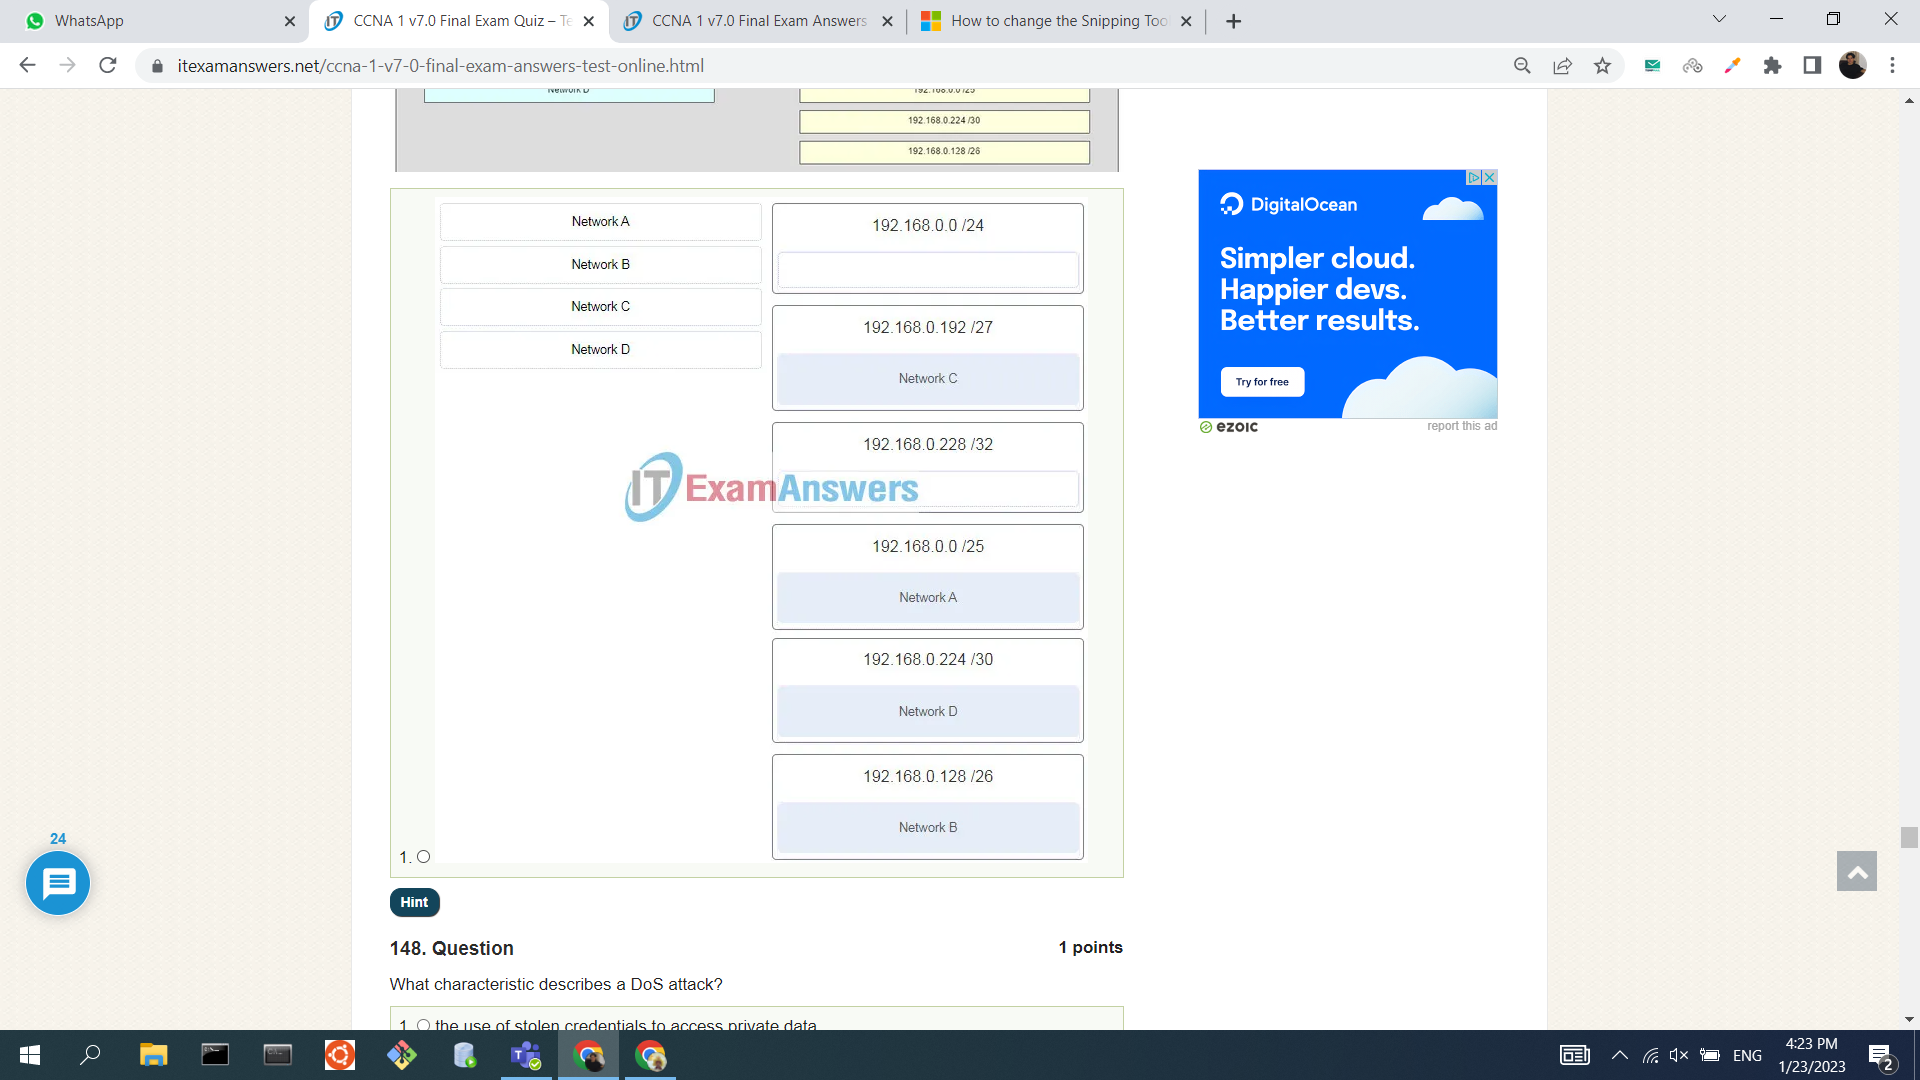 WhatsApp
CCNA 1 v7.0 Final Exam Quiz – Te
CCNA 1 v7.0 Final Exam Answers
How to change the Snipping Too
itexamanswers.net/ccna-1-v7-0-final-exam-answers-test-online.html
Network D
192.168.0.0 /25
192.168.0.224 /30
192.168.0.128 /26
Network A
Network B
Network C
Network D
192.168.0.0 /24
192.168.0.192 /27
Network C
192.168.0.228 /32
IT ExamAnswers
192.168.0.0 /25
Network A
192.168.0.224 /30
Network D
192.168.0.128 /26
Network B
1.
DigitalOcean
Simpler cloud.
Happier devs.
Better results.
Try for free
ezoic
report this ad
24
Hint
148. Question
1 points
What characteristic describes a DoS attack?
1. the use of stolen credentials to access private data
ENG
4:23 PM
1/23/2023
2